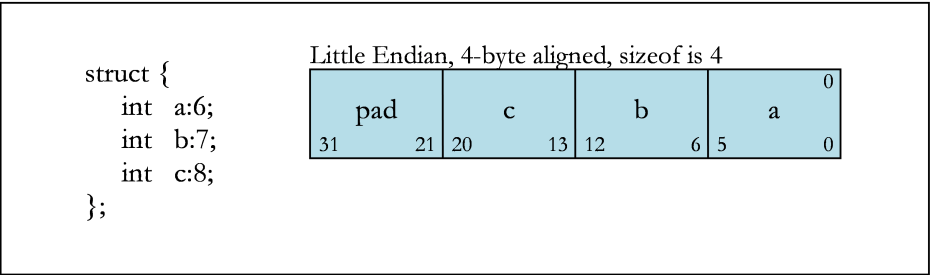 struct {
int a:6;
int b:7;
int c:8;
};
Little Endian, 4-byte aligned, sizeof is 4
0
pad c b a
31 21 20 13 12 6 5 0